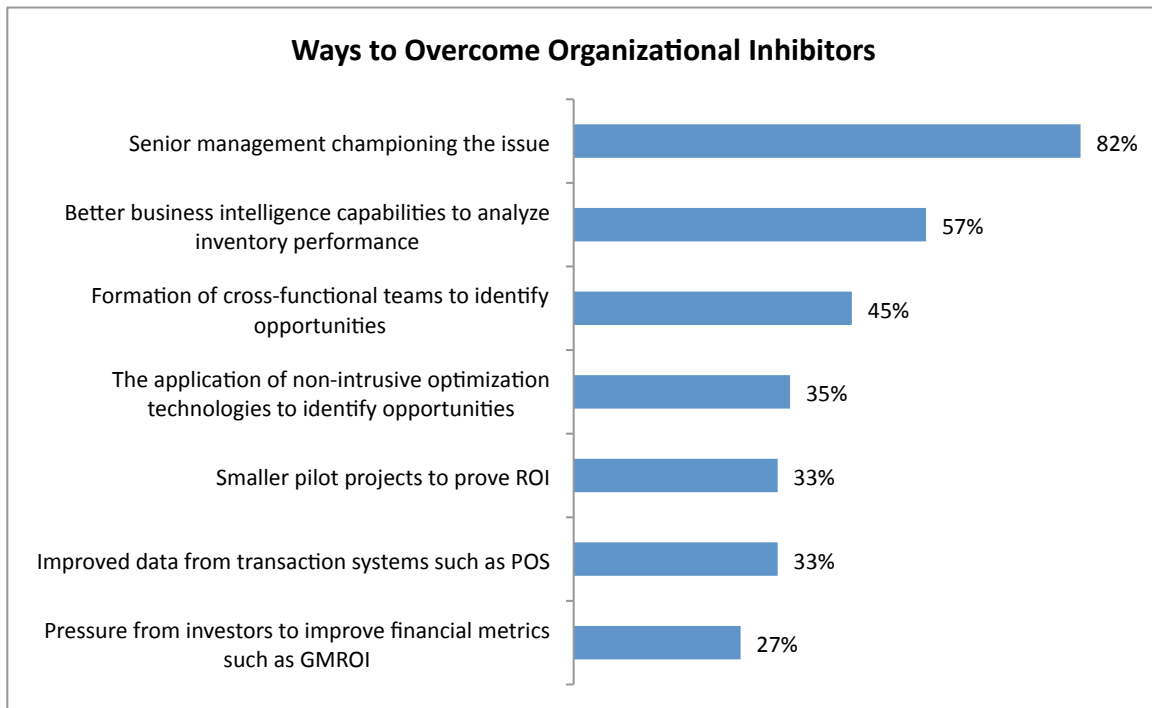 Ways to Overcome Organizational Inhibitors
Senior management championing the issue
82%
Better business intelligence capabilities to analyze
inventory performance
57%
Formation of cross-functional teams to identify
opportunities
45%
The application of non-intrusive optimization
technologies to identify opportunities
35%
Smaller pilot projects to prove ROI
33%
Improved data from transaction systems such as POS
33%
Pressure from investors to improve financial metrics
such as GMROI
27%